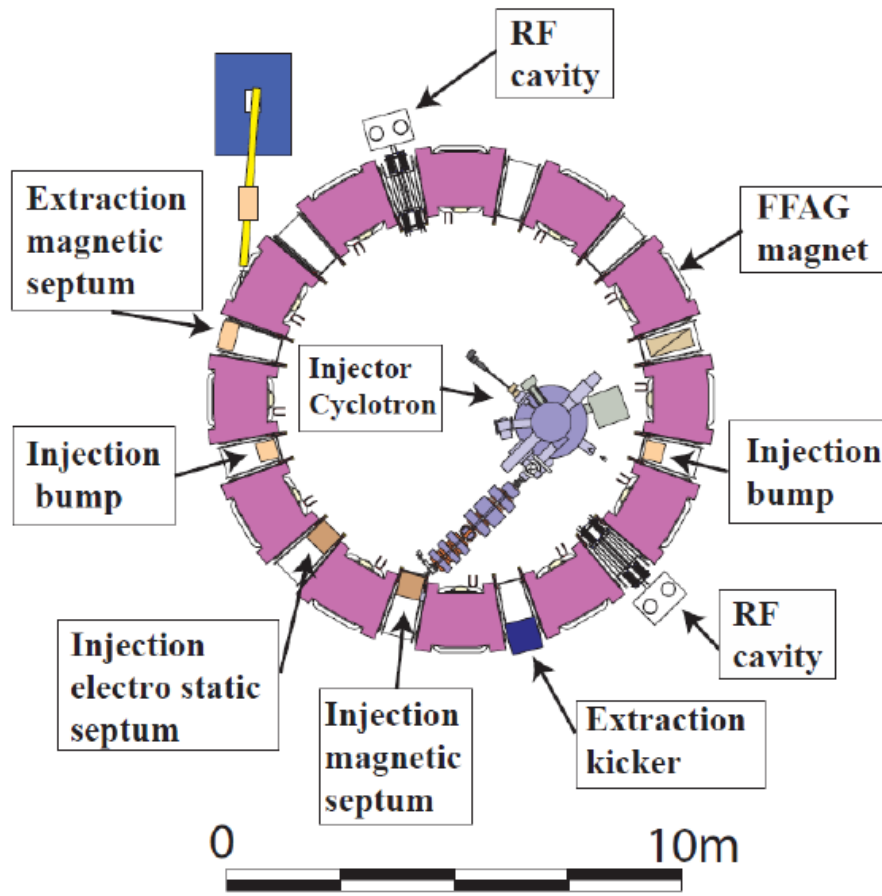 RF
cavity
Extraction
magnetic
septum
FFAG
magnet
Injector
Cyclotron
Injection
bump
Injection
bump
Injection
electro static
septum
Injection
magnetic
septum
Extraction
kicker
RF
cavity
0 10m